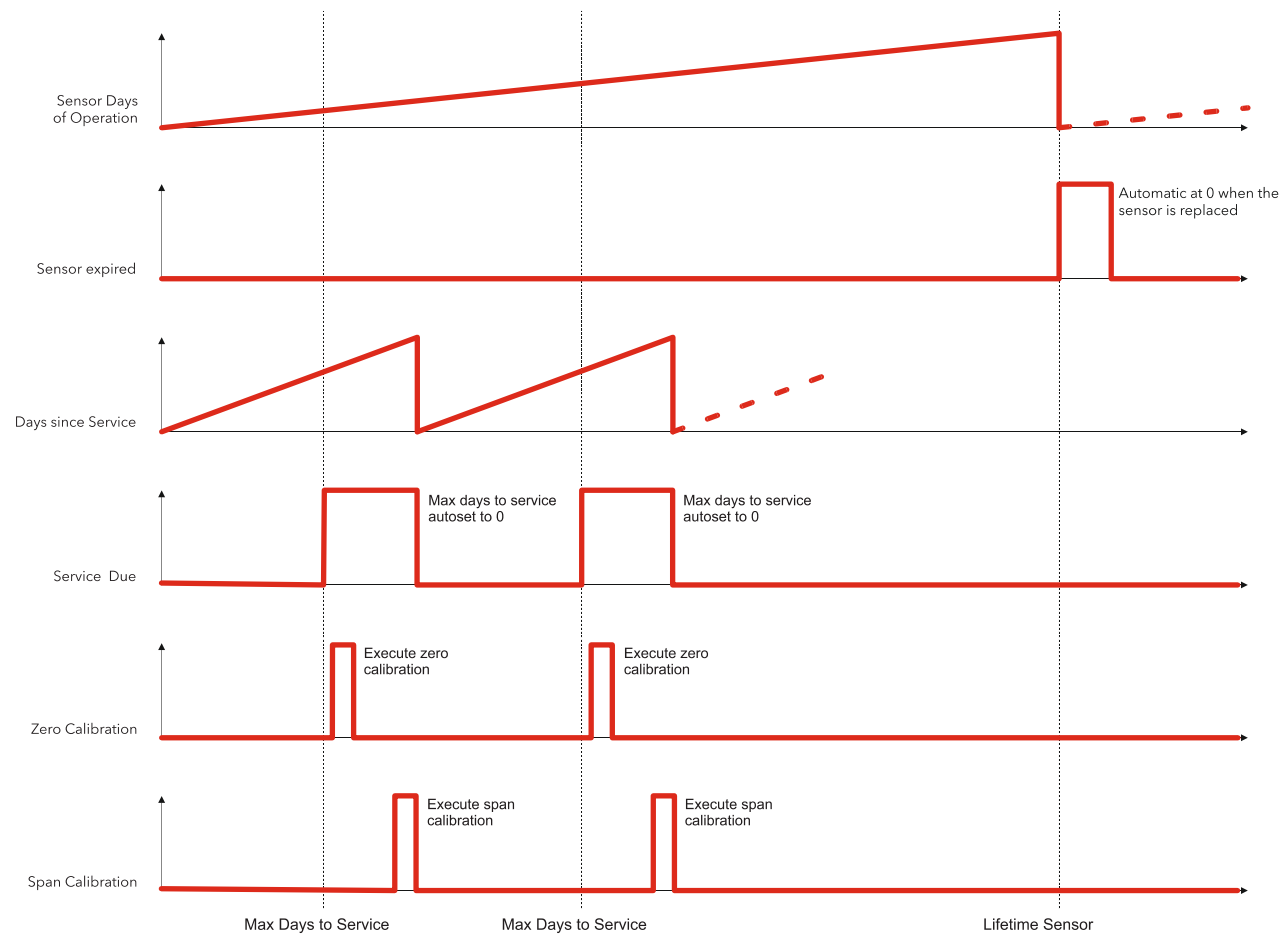 Sensor Days
of Operation
Automatic at 0 when the
sensor is replaced
Sensor expired
Days since Service
Max days to service
autoset to 0
Max days to service
autoset to 0
Service Due
Execute zero
calibration
Execute zero
calibration
Zero Calibration
Execute span
calibration
Execute span
calibration
Span Calibration
Max Days to Service
Max Days to Service
Lifetime Sensor